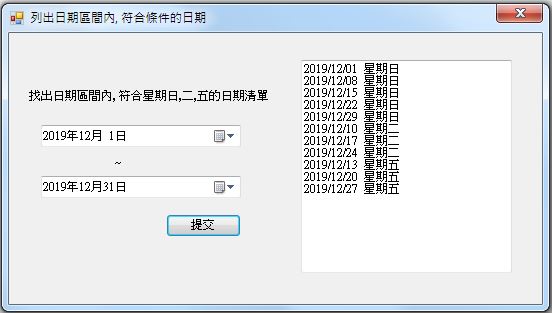 列出日期區間內, 符合條件的日期
找出日期區間內, 符合星期日,二,五的日期清單
2019年12月 1日
~
2019年12月31日
提交
2019/12/01 星期日
2019/12/08 星期日
2019/12/15 星期日
2019/12/22 星期日
2019/12/29 星期日
2019/12/10 星期二
2019/12/17 星期二
2019/12/24 星期二
2019/12/13 星期五
2019/12/20 星期五
2019/12/27 星期五